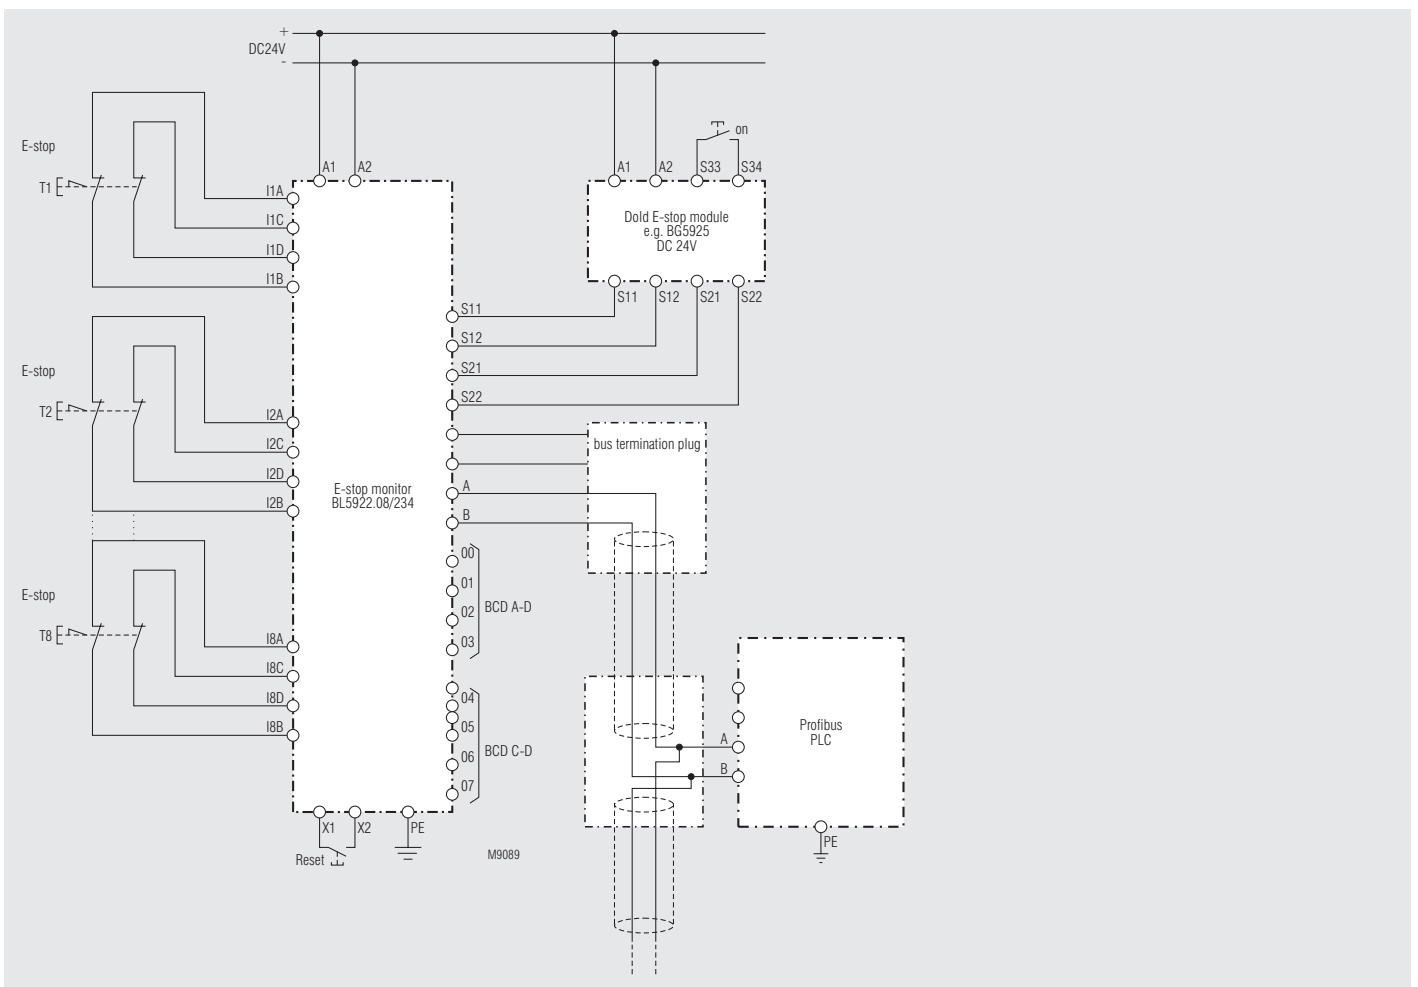 +
DC24V
-
E-stop
T1
I1A
I1C
I1D
I1B
A1
A2
E-stop
T2
I2A
I2C
I2D
I2B
E-stop
T8
I8A
I8C
I8D
I8B
E-stop monitor
BL5922.08/234
S11
S12
S21
S22
A
B
00
01
02
03
BCD A-D
04
05
06
07
BCD C-D
X1
X2
PE
Reset
M9089
on
A1
A2
S33
S34
Dold E-stop module
e.g. BG5925
DC 24V
S11
S12
S21
S22
bus termination plug
A
B
Profibus
PLC
PE